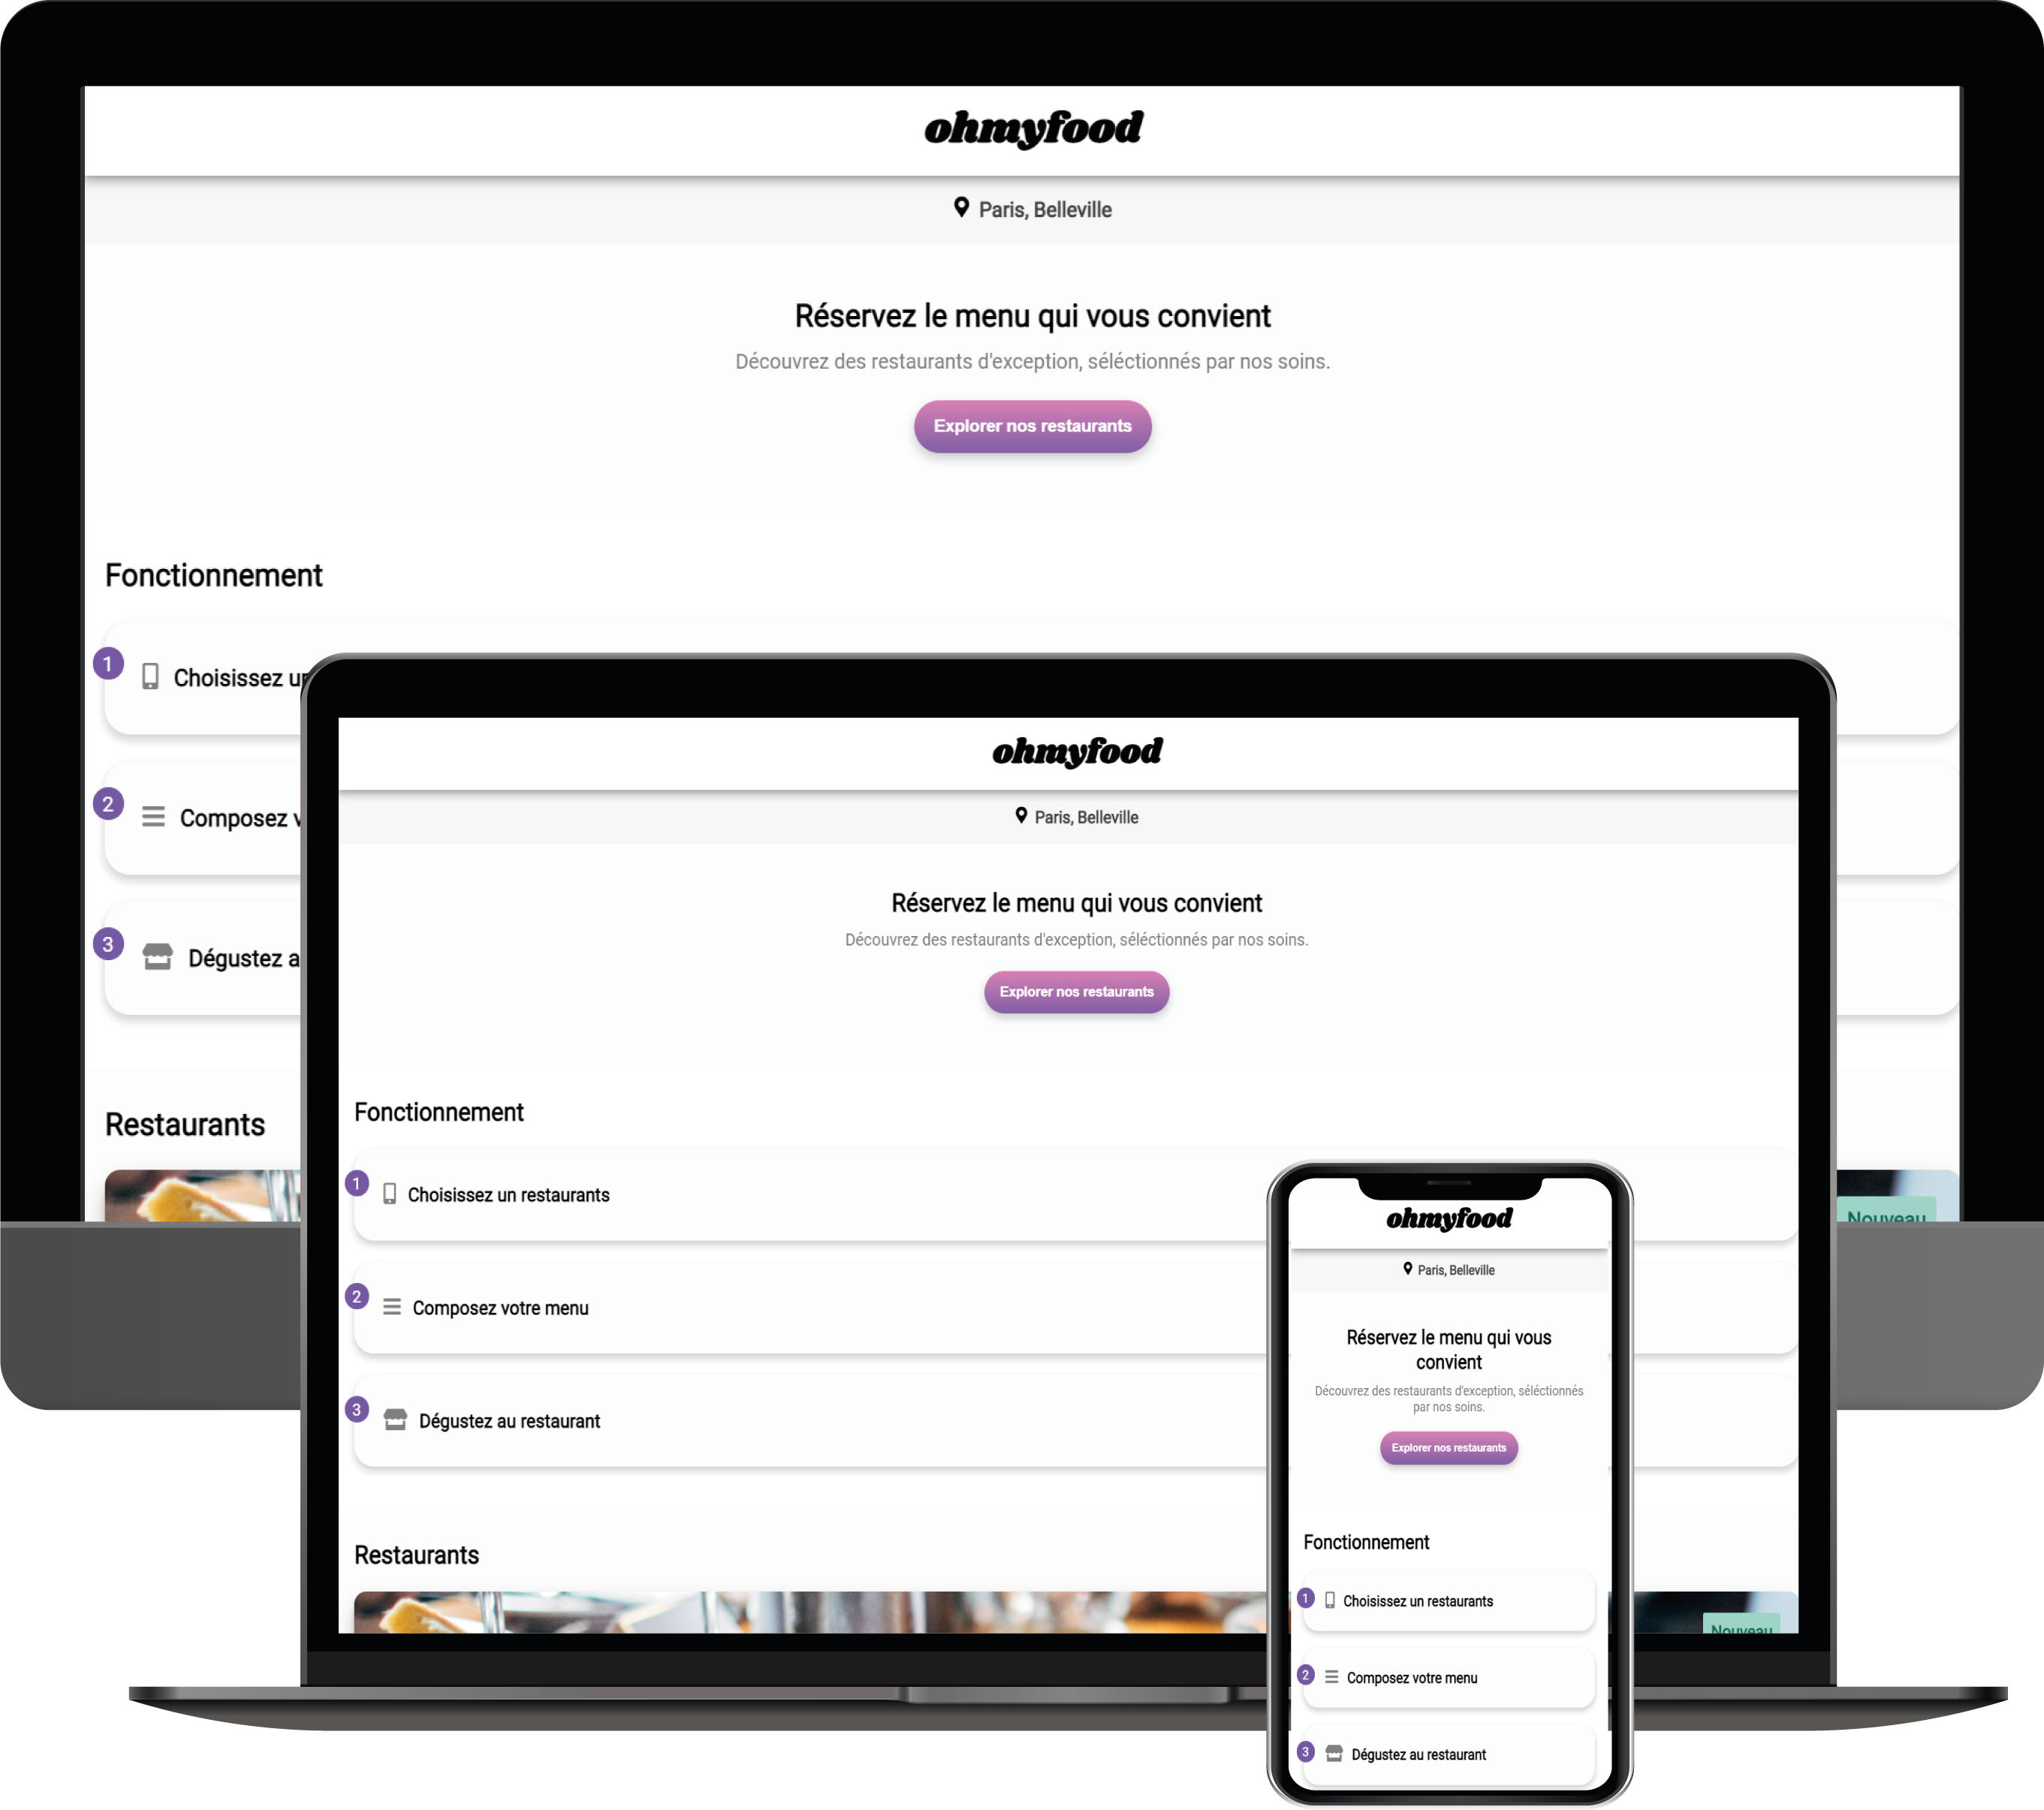 ohmyfood
Paris, Belleville
Réservez le menu qui vous convient
Découvrez des restaurants d'exception, séléctionnés par nos soins.
Explorer nos restaurants
Fonctionnement
1 Choisissez un
2 Composez v
3 Dégustez a
Restaurants
Nouveau
ohmyfood
Paris, Belleville
Réservez le menu qui vous convient
Découvrez des restaurants d'exception, séléctionnés par nos soins.
Explorer nos restaurants
Fonctionnement
1 Choisissez un restaurants
2 Composez votre menu
3 Dégustez au restaurant
Restaurants
Nouveau
ohmyfood
Paris, Belleville
Réservez le menu qui vous
convient
Découvrez des restaurants d'exception, séléctionnés
par nos soins.
Explorer nos restaurants
Fonctionnement
1 Choisissez un restaurants
2 Composez votre menu
3 Dégustez au restaurant